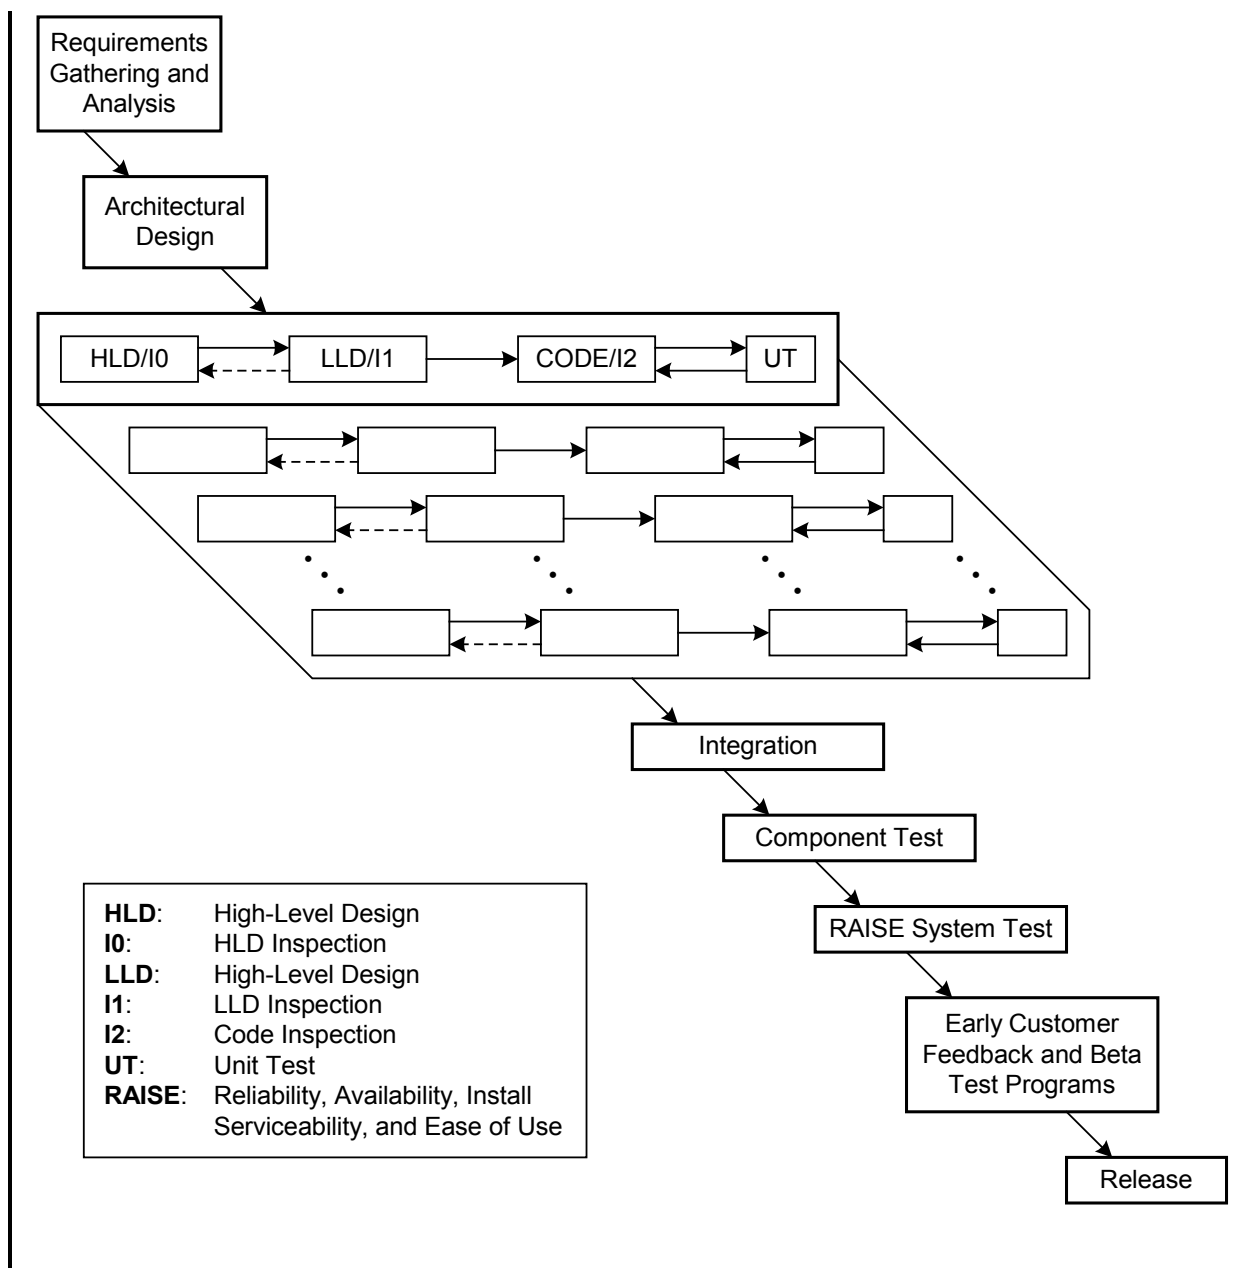 Requirements
Gathering and
Analysis
Architectural
Design
HLD/I0 LLD/I1 CODE/I2 UT
Integration
Component Test
RAISE System Test
Early Customer
Feedback and Beta
Test Programs
Release
HLD: High-Level Design
I0: HLD Inspection
LLD: High-Level Design
I1: LLD Inspection
I2: Code Inspection
UT: Unit Test
RAISE: Reliability, Availability, Install
Serviceability, and Ease of Use